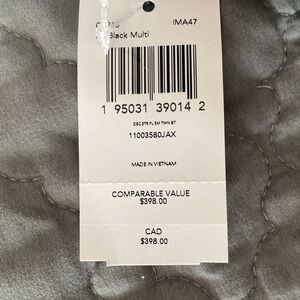 IMA47
Black Multi
1 95031 39014 2
11003580JAX
MADE IN VIETNAM
COMPARABLE VALUE
$398.00
CAD
$398.00